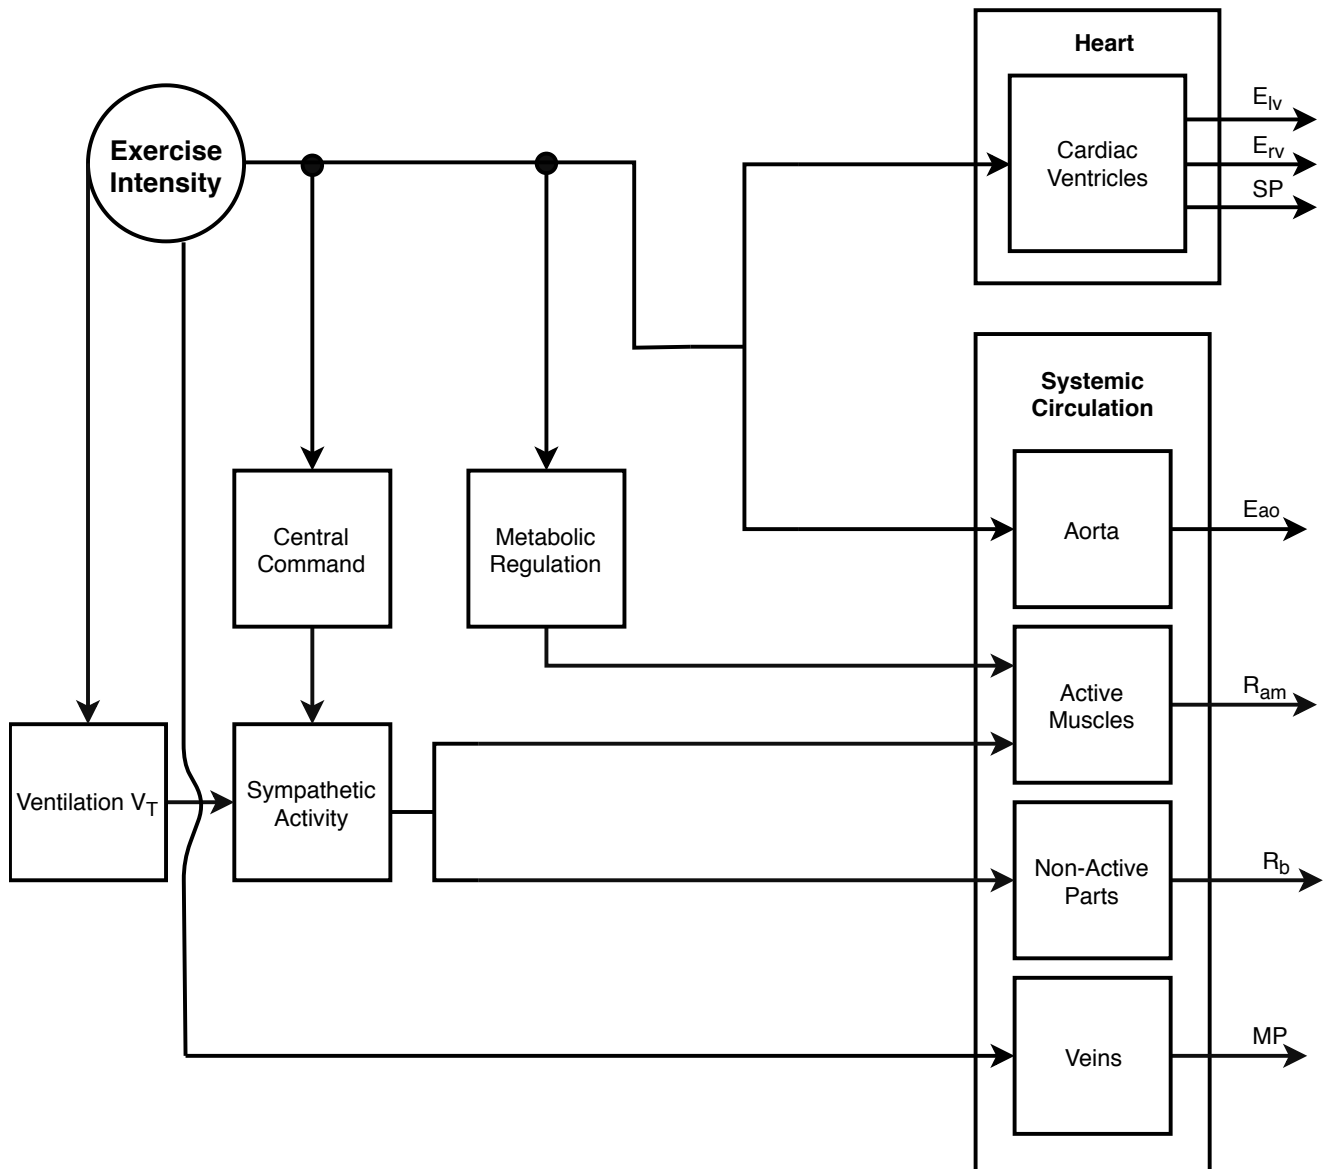 Heart
E_lv
Cardiac
Ventricles
E_rv
SP
Exercise
Intensity
Systemic
Circulation
Central
Command
Metabolic
Regulation
Aorta
Eao
Active
Muscles
R_am
Ventilation V_T
Sympathetic
Activity
Non-Active
Parts
R_b
Veins
MP